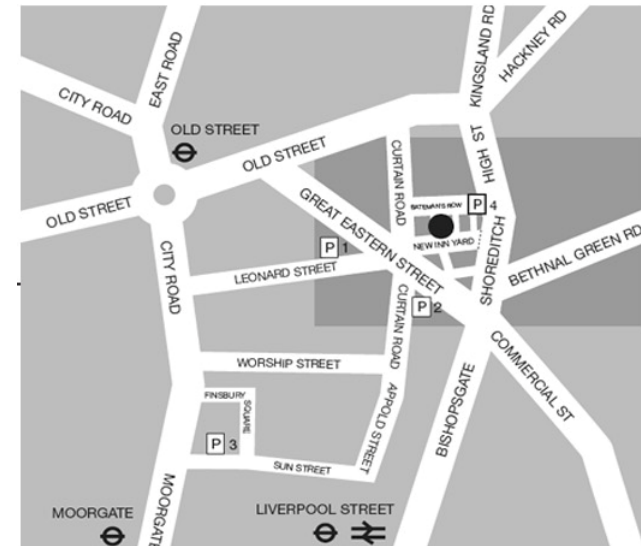 CITY ROAD
EAST ROAD
KINGSLAND RD
HACKNEY RD
OLD STREET
OLD STREET
OLD STREET
CURTAIN ROAD
HIGH ST
BATEMAN'S ROW
P 4
GREAT EASTERN STREET
NEW INN YARD
SHOREDITCH
BETHNAL GREEN RD
P 1
LEONARD STREET
CITY ROAD
P 2
CURTAIN ROAD
WORSHIP STREET
COMMERCIAL ST
APPOLD STREET
BISHOPSGATE
FINSBURY
SQUARE
P 3
SUN STREET
MOORGATE
MOORGATE
LIVERPOOL STREET